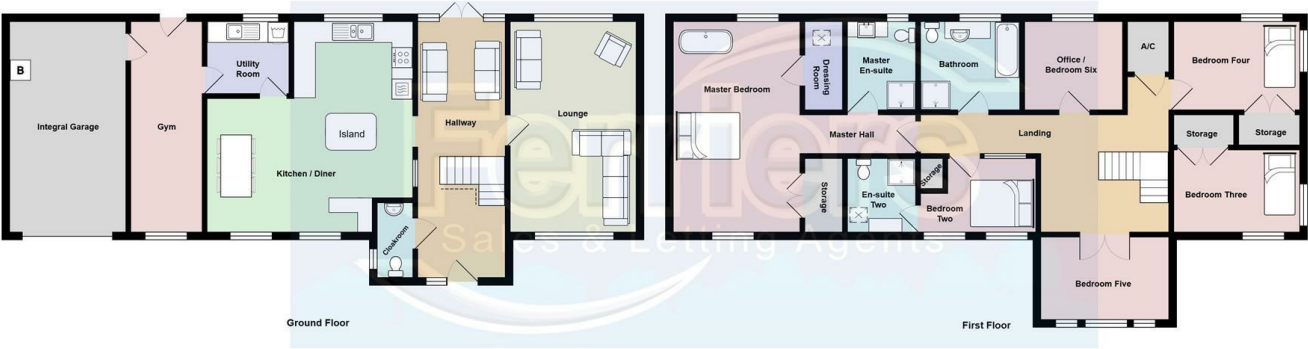 B
Integral Garage
Gym
Utility
Room
Island
Kitchen / Diner
Cloakroom
Hallway
Lounge
Ground Floor
Master Bedroom
Dressing
Room
Master
En-suite
Bathroom
Office /
Bedroom Six
A/C
Bedroom Four
Master Hall
Landing
Storage
Storage
Storage
En-suite
Two
Storage
Bedroom
Two
Bedroom Three
Bedroom Five
First Floor
Ferriers
Sales & Letting Agents